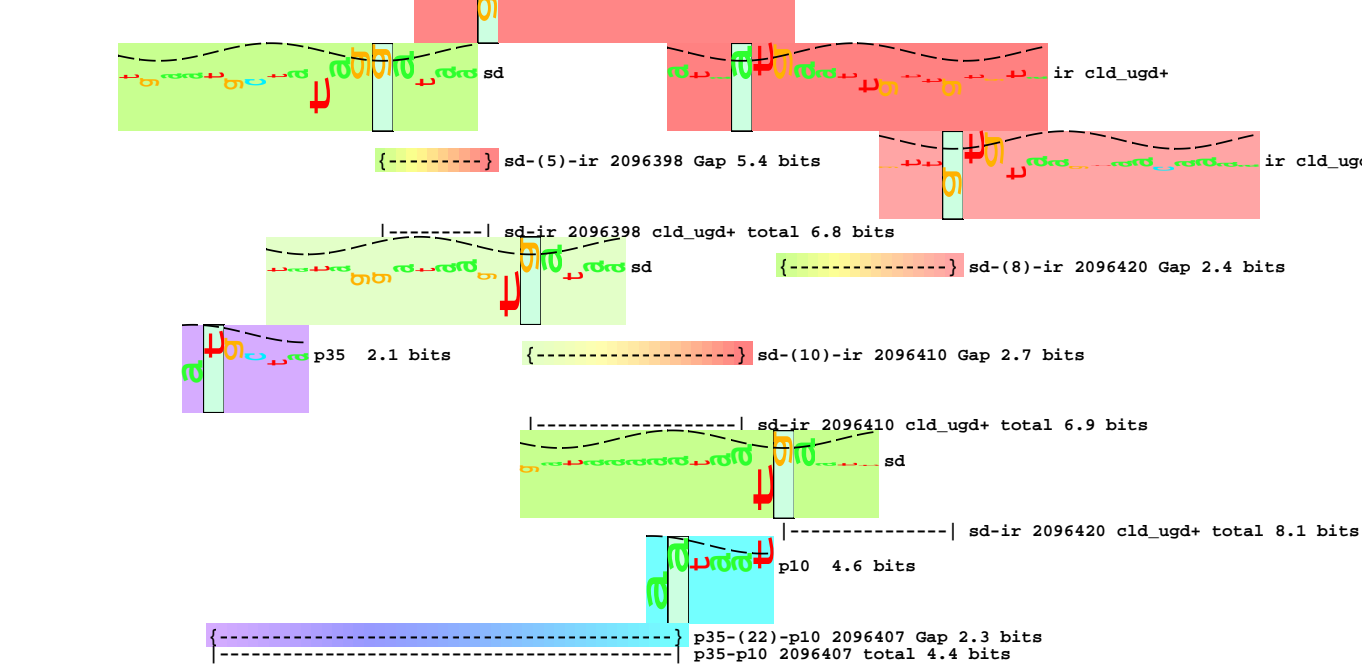 sd
ir cld_ugd+
{----------} sd-(5)-ir 2096398 Gap 5.4 bits
ir cld_ugd
|---------| sd-ir 2096398 cld_ugd+ total 6.8 bits
sd
{----------------} sd-(8)-ir 2096420 Gap 2.4 bits
p35 2.1 bits
{--------------------} sd-(10)-ir 2096410 Gap 2.7 bits
|--------------------| sd-ir 2096410 cld_ugd+ total 6.9 bits
sd
|----------------| sd-ir 2096420 cld_ugd+ total 8.1 bits
p10 4.6 bits
{--------------------------------------------} p35-(22)-p10 2096407 Gap 2.3 bits
|--------------------------------------------| p35-p10 2096407 total 4.4 bits